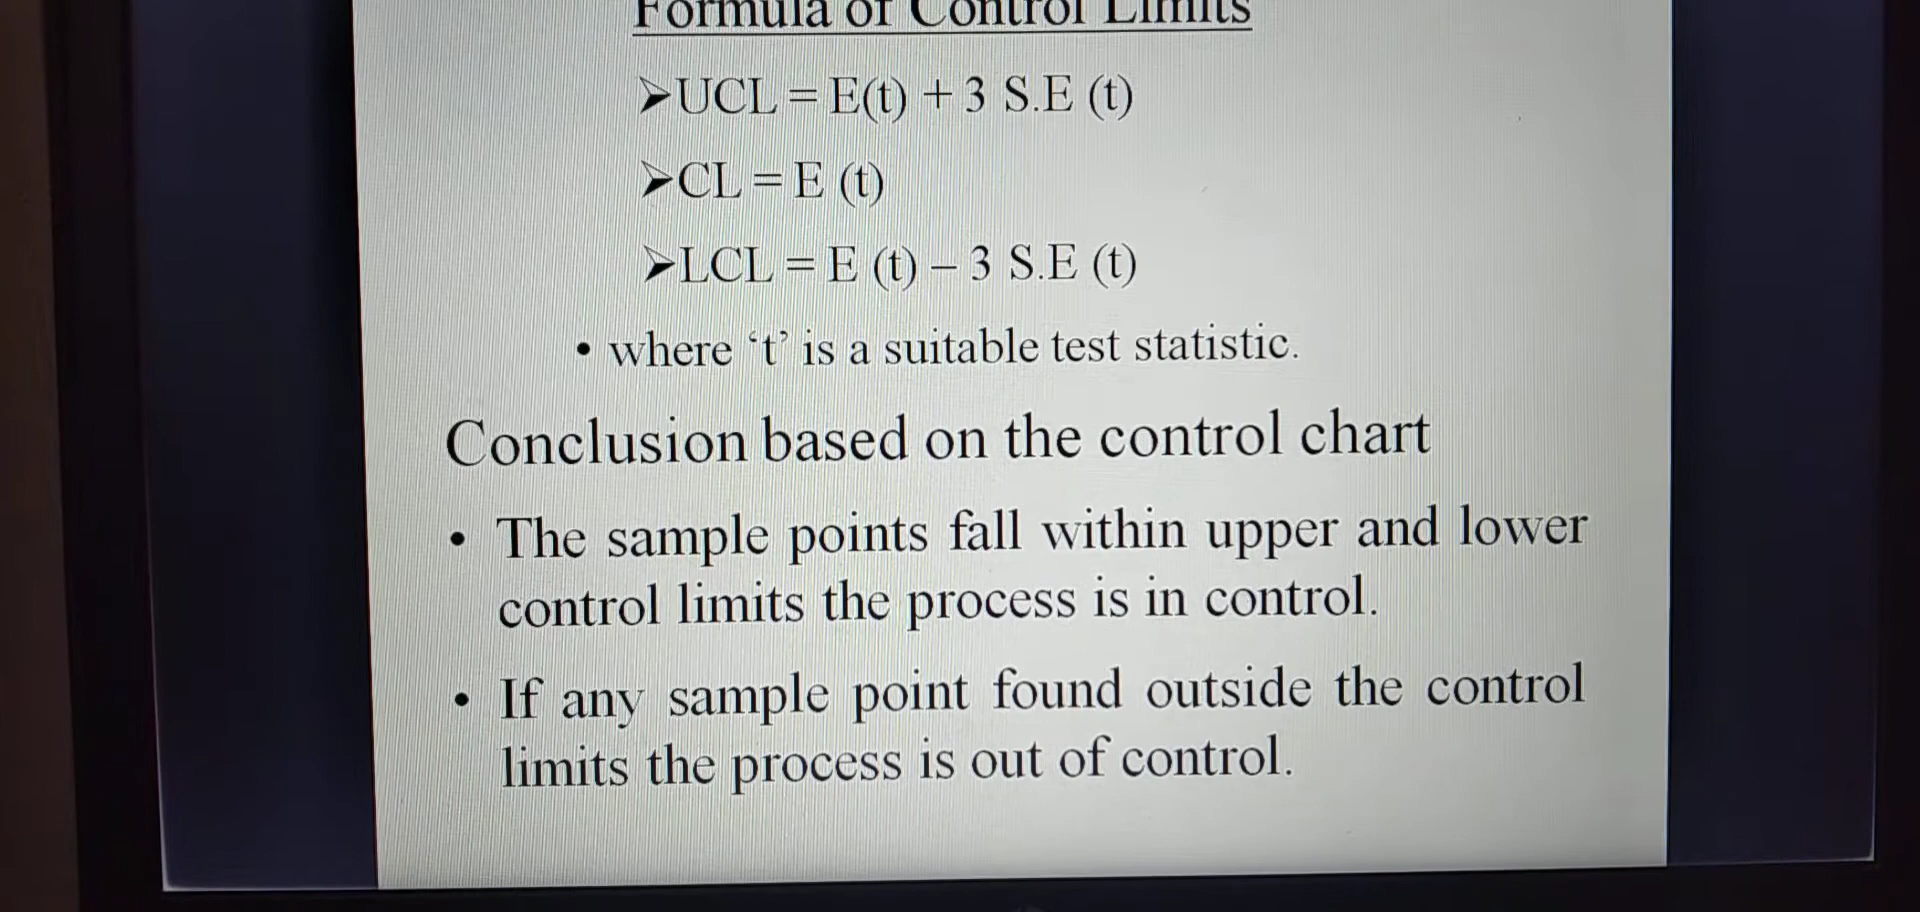 Formula of Control Limits
➢UCL = E(t) + 3 S.E (t)
➢CL = E (t)
➢LCL = E (t) – 3 S.E (t)
• where ‘t’ is a suitable test statistic.
Conclusion based on the control chart
• The sample points fall within upper and lower
control limits the process is in control.
• If any sample point found outside the control
limits the process is out of control.